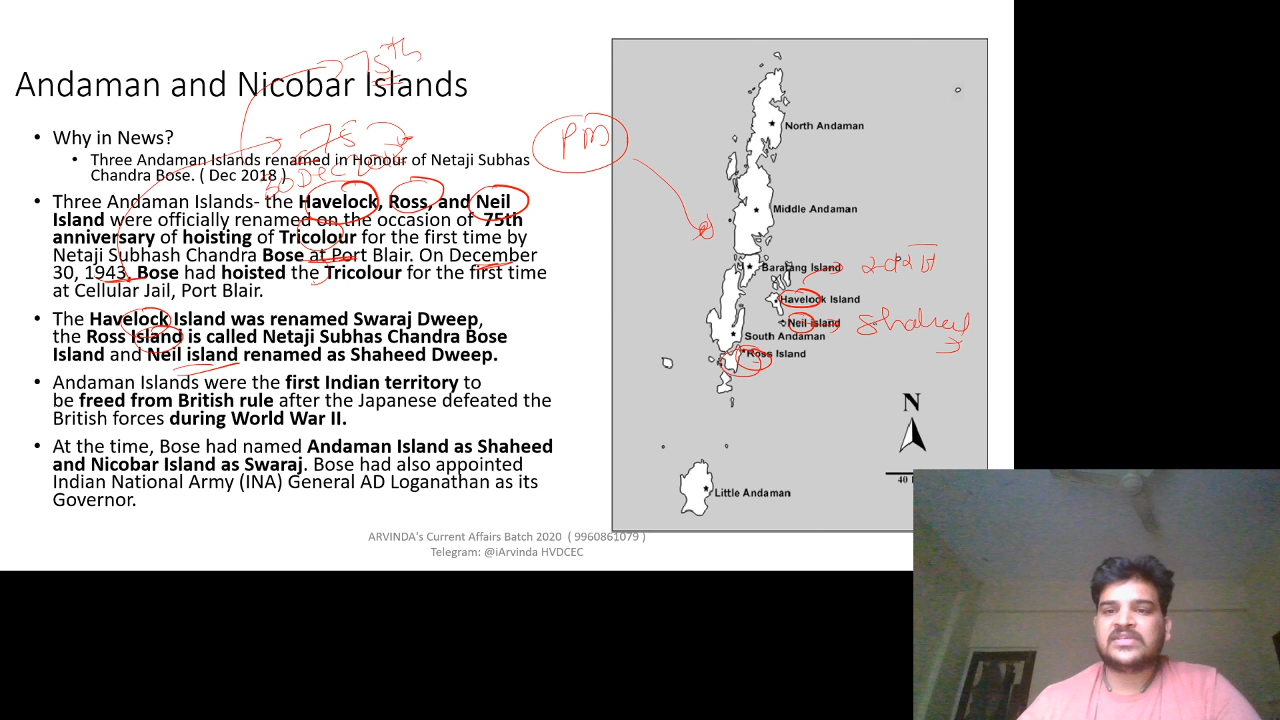 Andaman and Nicobar Islands
75th
• Why in News?
75
• Three Andaman Islands renamed in Honour of Netaji Subhas
Chandra Bose. ( Dec 2018 )
30 Dec
Three Andaman Islands- the Havelock, Ross, and Neil
Island were officially renamed on the occasion of 75th
anniversary of hoisting of Tricolour for the first time by
Netaji Subhash Chandra Bose at Port Blair. On December
30, 1943, Bose had hoisted the Tricolour for the first time
at Cellular Jail, Port Blair.
• The Havelock Island was renamed Swaraj Dweep,
the Ross Island is called Netaji Subhas Chandra Bose
Island and Neil island renamed as Shaheed Dweep.
• Andaman Islands were the first Indian territory to
be freed from British rule after the Japanese defeated the
British forces during World War II.
• At the time, Bose had named Andaman Island as Shaheed
and Nicobar Island as Swaraj. Bose had also appointed
Indian National Army (INA) General AD Loganathan as its
Governor.
PM
North Andaman
Middle Andaman
Baratang Island
Havelock Island
Neil island
Shaheed
South Andaman
Ross Island
N
40
Little Andaman
ARVINDA's Current Affairs Batch 2020 ( 9960861079 )
Telegram: @iArvinda HVDCEC